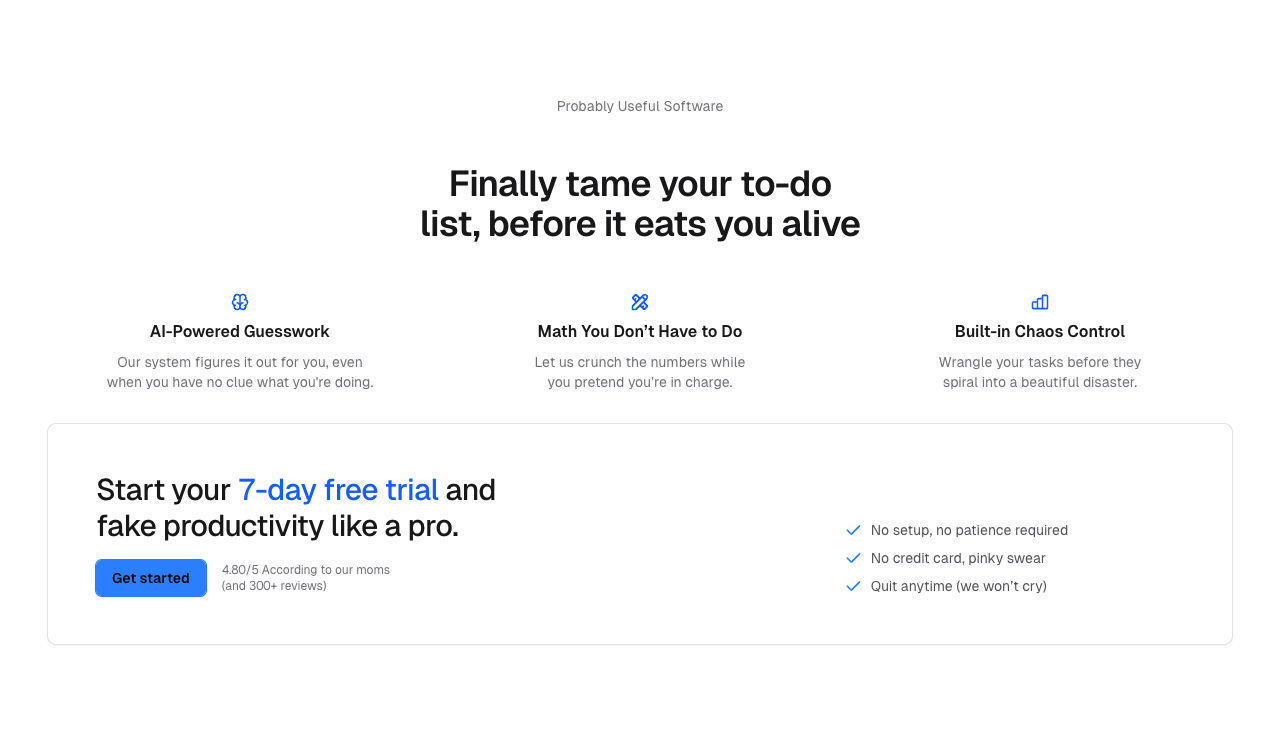 Probably Useful Software
Finally tame your to-do
list, before it eats you alive
AI-Powered Guesswork
Our system figures it out for you, even
when you have no clue what you're doing.
Math You Don’t Have to Do
Let us crunch the numbers while
you pretend you’re in charge.
Built-in Chaos Control
Wrangle your tasks before they
spiral into a beautiful disaster.
Start your 7-day free trial and
fake productivity like a pro.
Get started
4.80/5 According to our moms
(and 300+ reviews)
No setup, no patience required
No credit card, pinky swear
Quit anytime (we won’t cry)